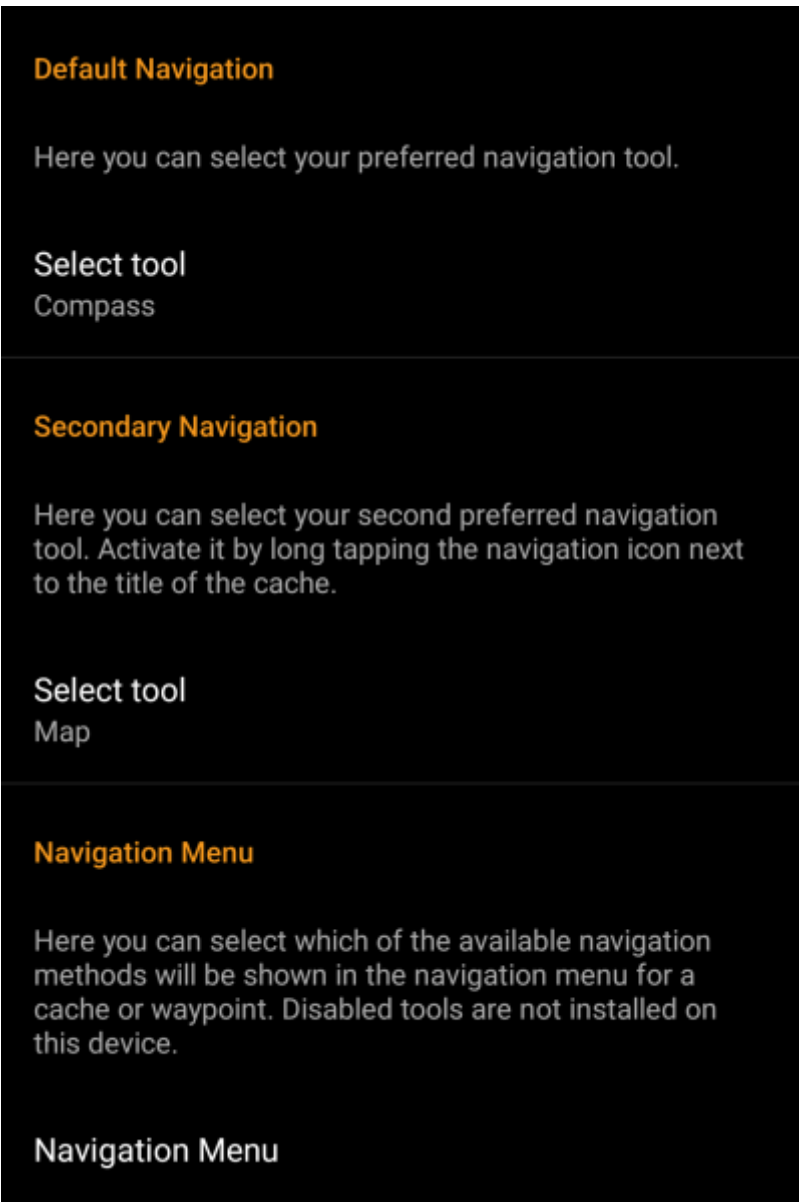 Default Navigation
Here you can select your preferred navigation tool.
Select tool
Compass
Secondary Navigation
Here you can select your second preferred navigation
tool. Activate it by long tapping the navigation icon next
to the title of the cache.
Select tool
Map
Navigation Menu
Here you can select which of the available navigation
methods will be shown in the navigation menu for a
cache or waypoint. Disabled tools are not installed on
this device.
Navigation Menu